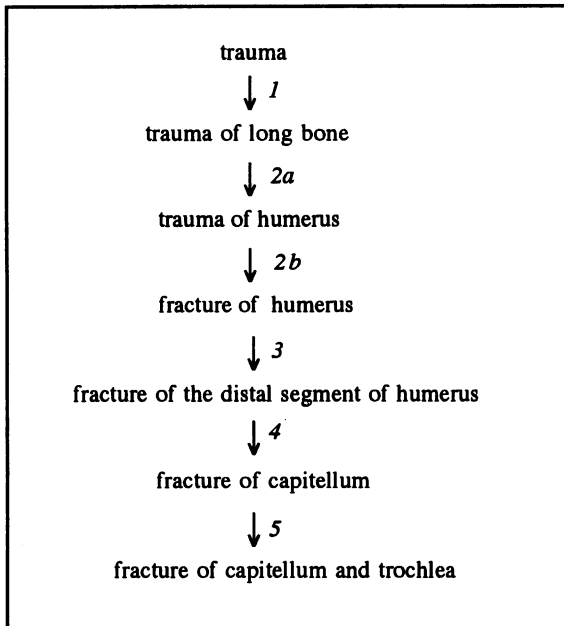 trauma
1
trauma of long bone
2a
trauma of humerus
2b
fracture of humerus
3
fracture of the distal segment of humerus
4
fracture of capitellum
5
fracture of capitellum and trochlea